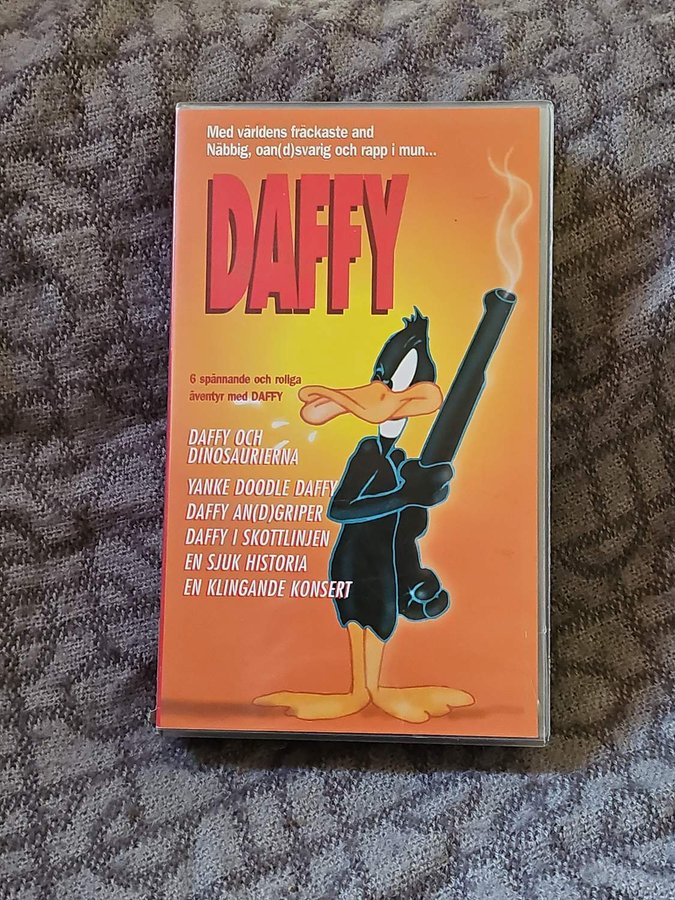 Med världens fräckaste and
Näbbig, oan(d)svarig och rapp i mun...
DAFFY
6 spännande och roliga
äventyr med DAFFY
DAFFY OCH
DINOSAURIERNA
YANKE DOODLE DAFFY
DAFFY AN(D)GRIPER
DAFFY I SKOTTLINJEN
EN SJUK HISTORIA
EN KLINGANDE KONSERT